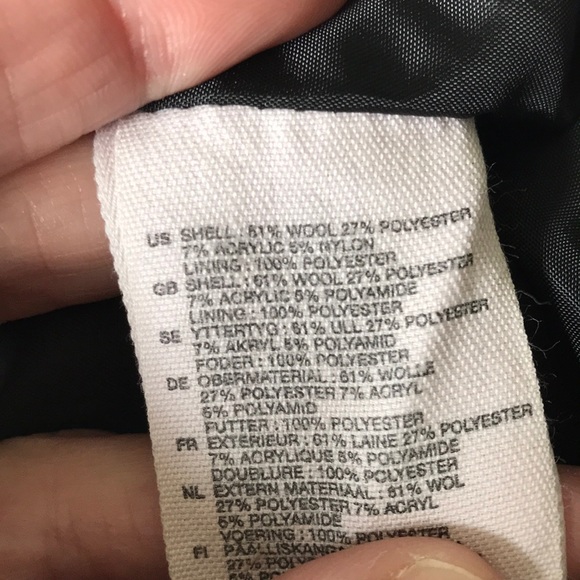 US SHELL : 61% WOOL 27% POLYESTER
7% ACRYLIC 5% NYLON
LINING : 100% POLYESTER
GB SHELL : 61% WOOL 27% POLYESTER
7% ACRYLIC 5% POLYAMIDE
LINING : 100% POLYESTER
SE YTTERTYG : 61% ULL 27% POLYESTER
7% AKRYL 5% POLYAMID
FODER : 100% POLYESTER
DE OBERMATERIAL : 61% WOLLE
27% POLYESTER 7% ACRYL
5% POLYAMID
FUTTER : 100% POLYESTER
FR EXTÉRIEUR : 61% LAINE 27% POLYESTER
7% ACRYLIQUE 5% POLYAMIDE
DOUBLURE : 100% POLYESTER
NL EXTERN MATERIAAL : 61% WOL
27% POLYESTER 7% ACRYL
5% POLYAMIDE
VOERING : 100% POLYESTER
FI PÄÄLLISKANGA
27% POLYEST